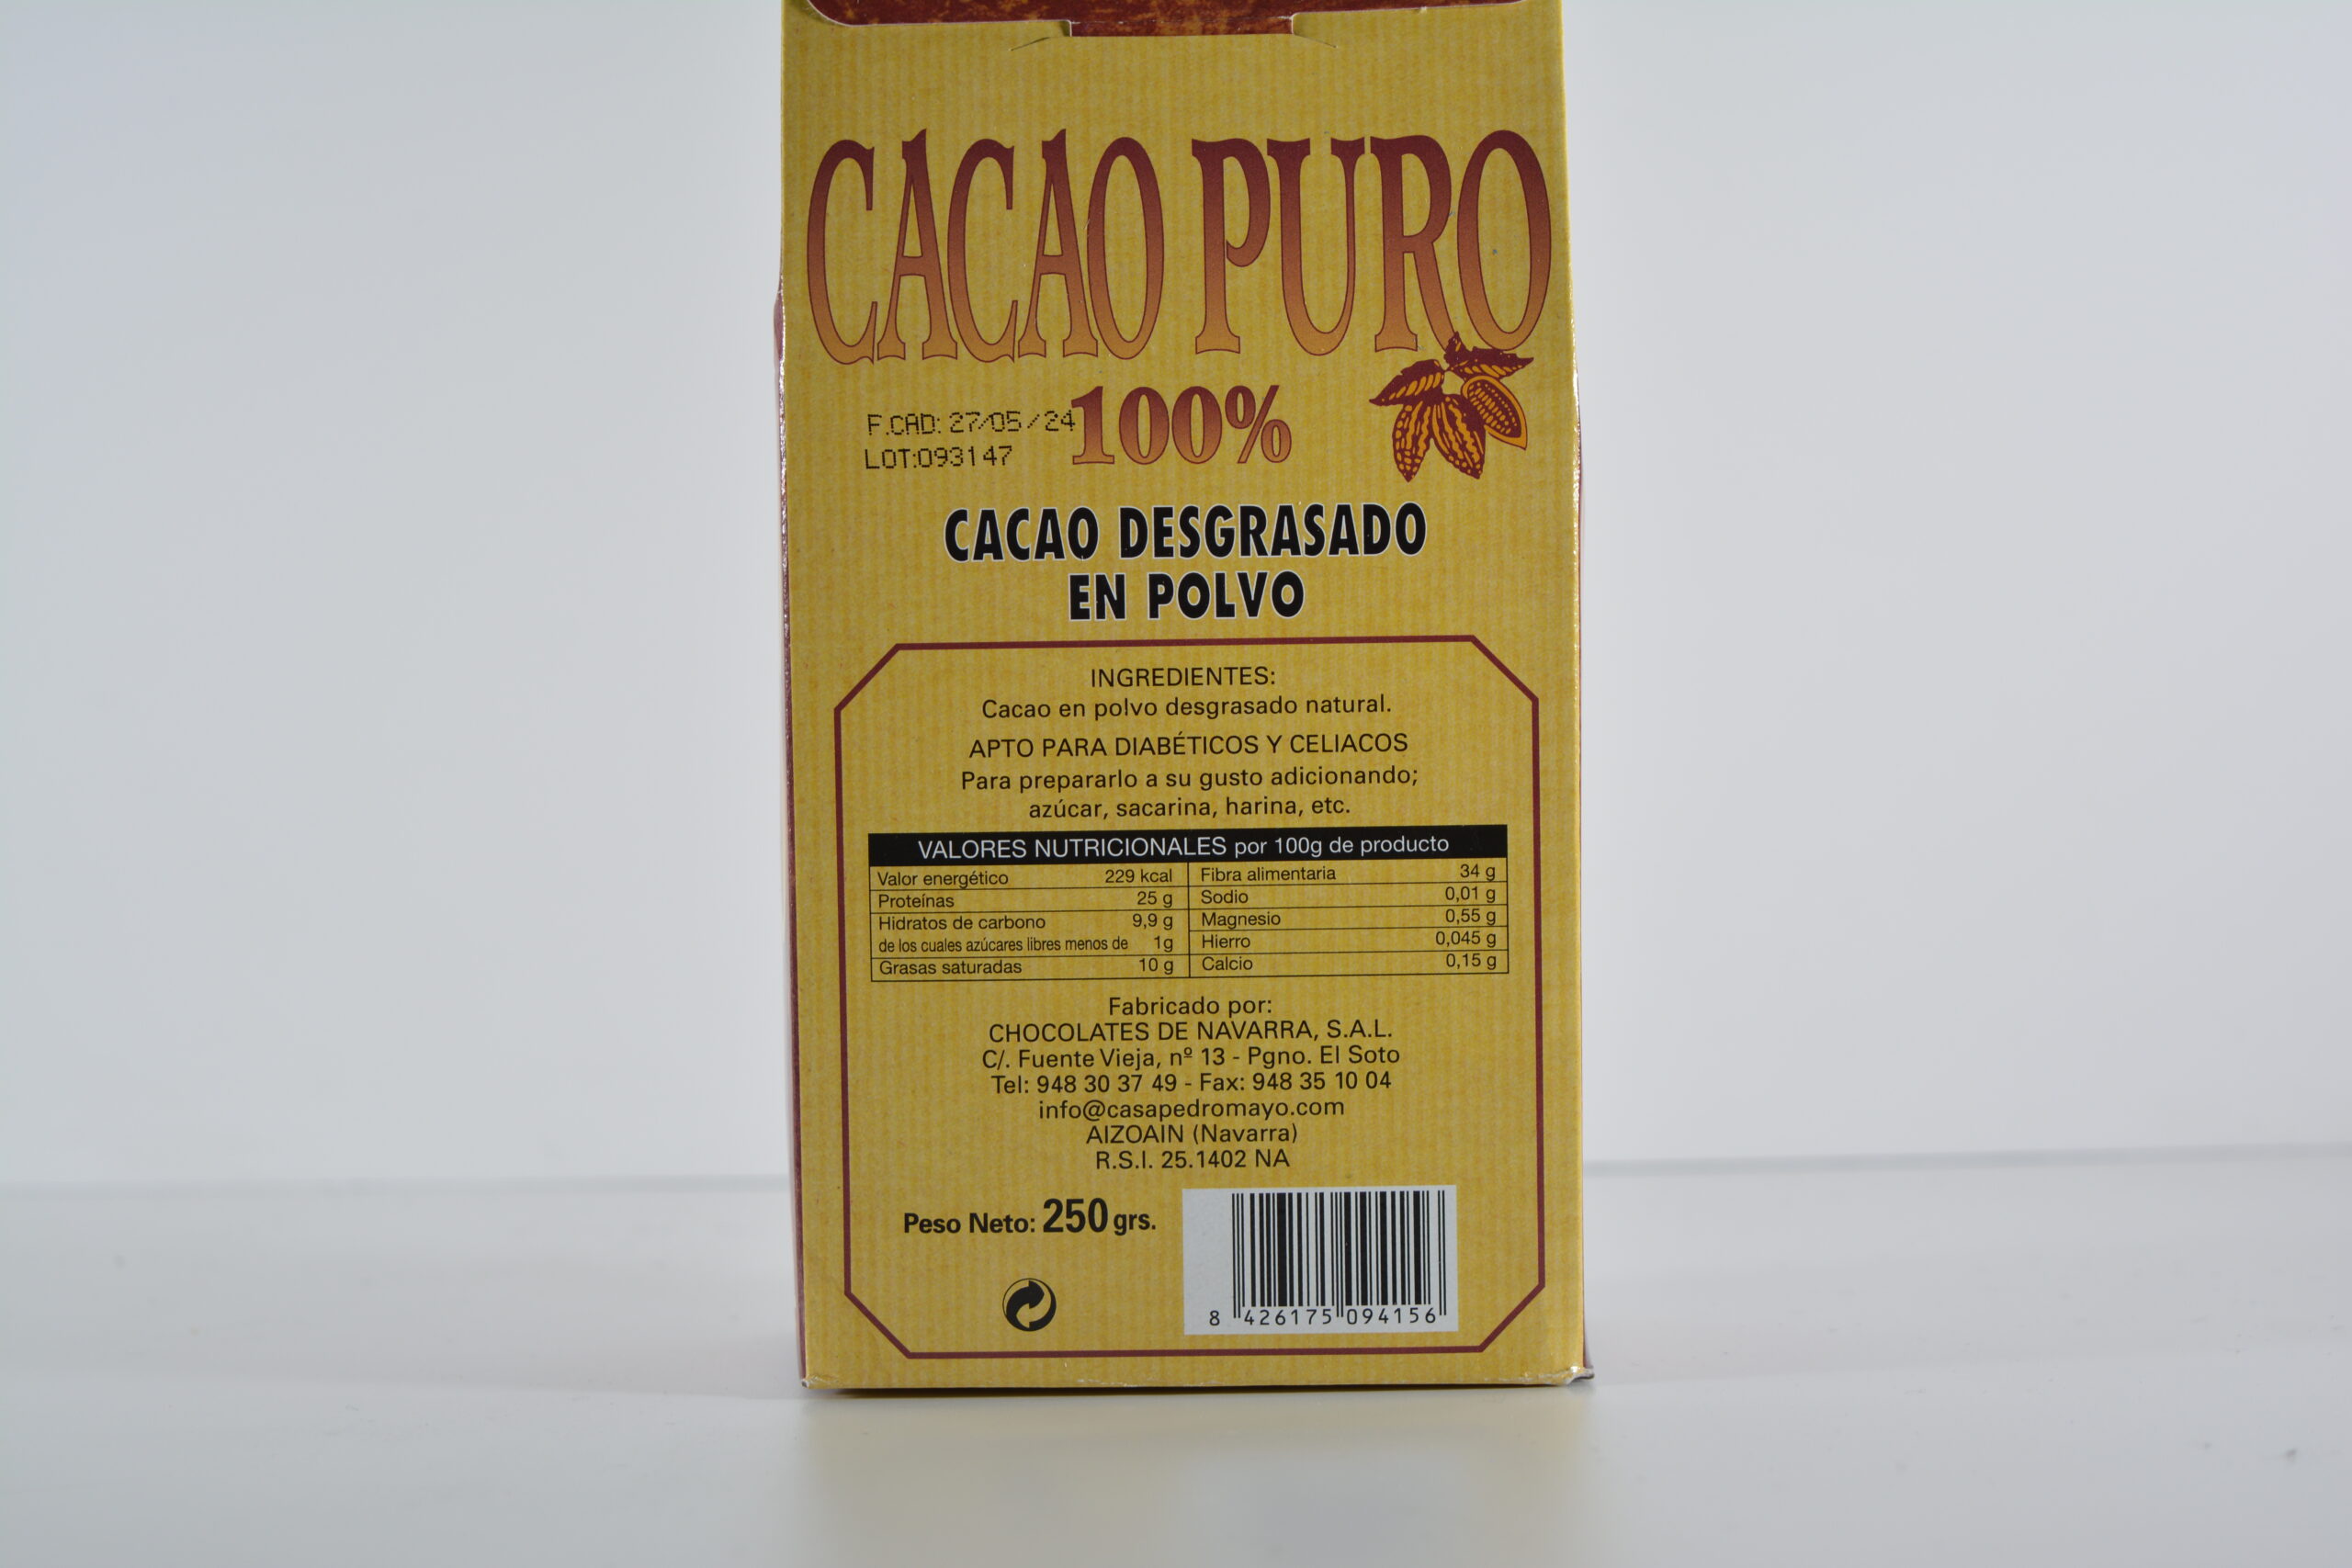 CACAO PURO
100%
F.CAD: 27/05/24
LOT:093147
CACAO DESGRASADO
EN POLVO
INGREDIENTES:
Cacao en polvo desgrasado natural.
APTO PARA DIABÉTICOS Y CELIACOS
Para prepararlo a su gusto adicionando;
azúcar, sacarina, harina, etc.
VALORES NUTRICIONALES por 100g de producto
Valor energético 229 kcal Fibra alimentaria 34 g
Proteínas 25 g Sodio 0,01 g
Hidratos de carbono 9,9 g Magnesio 0,55 g
de los cuales azúcares libres menos de 1g Hierro 0,045 g
Grasas saturadas 10 g Calcio 0,15 g
Fabricado por:
CHOCOLATES DE NAVARRA, S.A.L.
C/. Fuente Vieja, nº 13 - Pgno. El Soto
Tel: 948 30 37 49 - Fax: 948 35 10 04
info@casapedromayo.com
AIZOAIN (Navarra)
R.S.I. 25.1402 NA
Peso Neto: 250 grs.
8 426175 094156